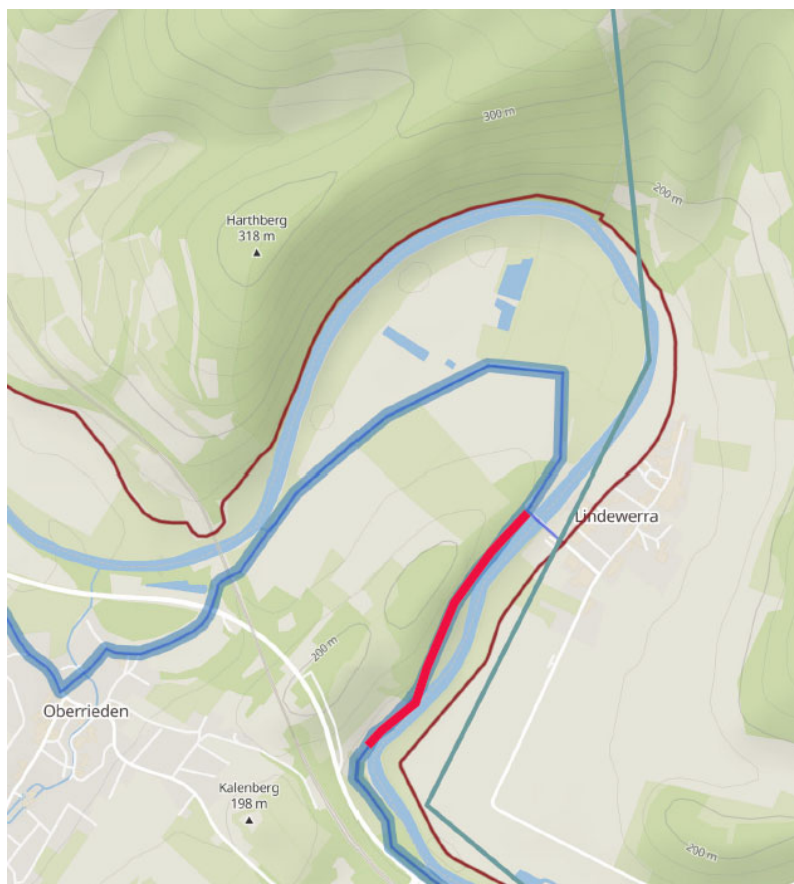 300 m
200 m
Harthberg
318 m
Lindewerra
200 m
Oberrieden
Kalenberg
198 m
200 m